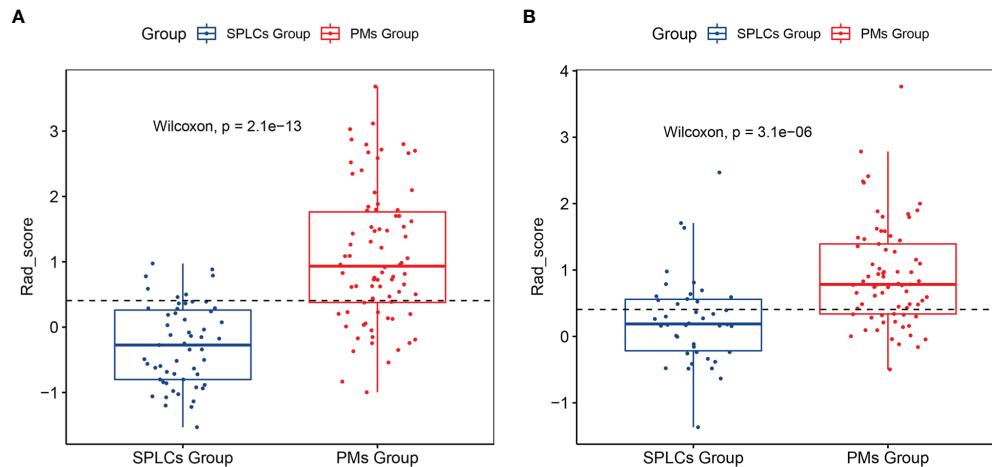 A
Group SPLCs Group PMs Group
Wilcoxon, p = 2.1e−13
Rad_score
3
2
1
0
−1
SPLCs Group PMs Group
B
Group SPLCs Group PMs Group
Wilcoxon, p = 3.1e−06
Rad_score
4
3
2
1
0
−1
SPLCs Group PMs Group